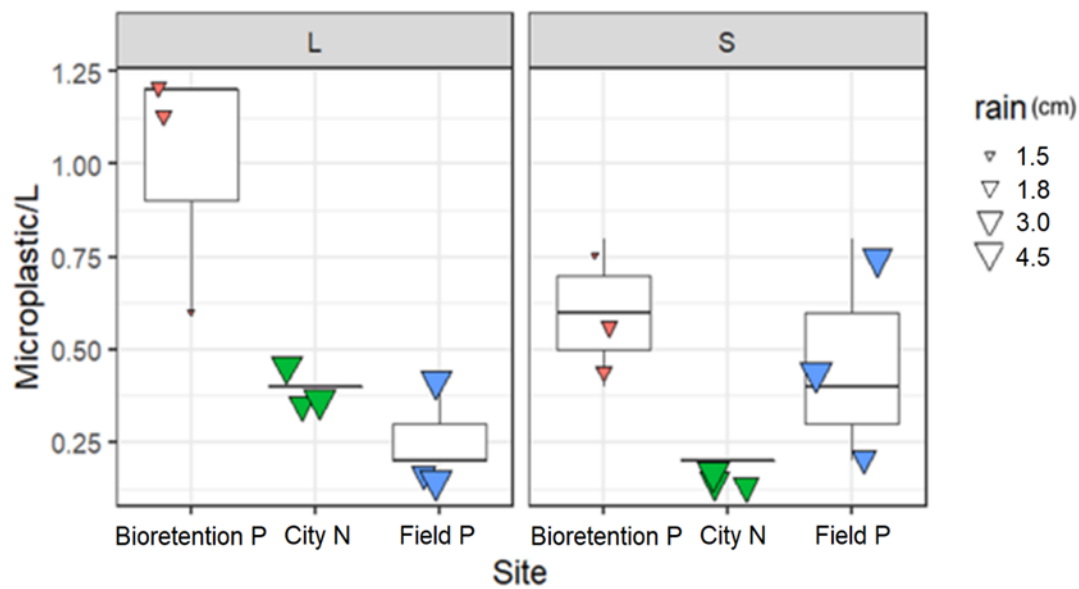 L
S
1.25
1.00
0.75
0.50
0.25
Microplastic/L
Bioretention P City N Field P
Bioretention P City N Field P
Site
rain (cm)
1.5
1.8
3.0
4.5